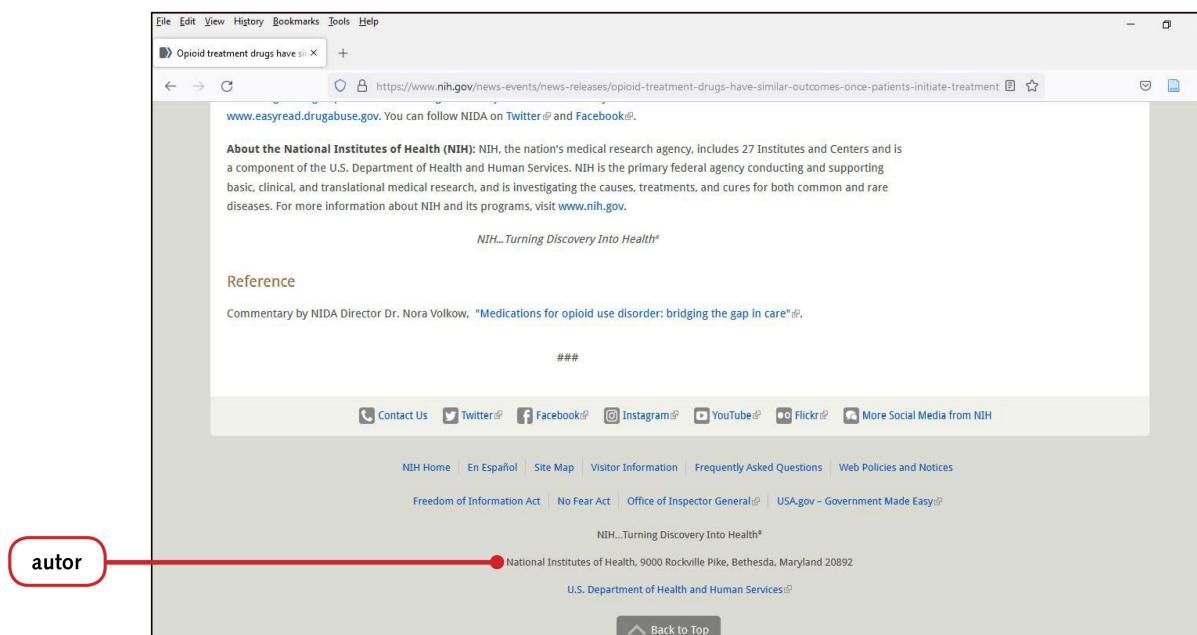 File Edit View History Bookmarks Tools Help
Opioid treatment drugs have si
https://www.nih.gov/news-events/news-releases/opioid-treatment-drugs-have-similar-outcomes-once-patients-initiate-treatment
www.easyread.drugabuse.gov. You can follow NIDA on Twitter and Facebook.
About the National Institutes of Health (NIH): NIH, the nation's medical research agency, includes 27 Institutes and Centers and is
a component of the U.S. Department of Health and Human Services. NIH is the primary federal agency conducting and supporting
basic, clinical, and translational medical research, and is investigating the causes, treatments, and cures for both common and rare
diseases. For more information about NIH and its programs, visit www.nih.gov.
NIH...Turning Discovery Into Health®
Reference
Commentary by NIDA Director Dr. Nora Volkow, "Medications for opioid use disorder: bridging the gap in care".
###
Contact Us Twitter Facebook Instagram YouTube Flickr More Social Media from NIH
NIH Home En Español Site Map Visitor Information Frequently Asked Questions Web Policies and Notices
Freedom of Information Act No Fear Act Office of Inspector General USA.gov – Government Made Easy
NIH...Turning Discovery Into Health®
autor
National Institutes of Health, 9000 Rockville Pike, Bethesda, Maryland 20892
U.S. Department of Health and Human Services
Back to Top